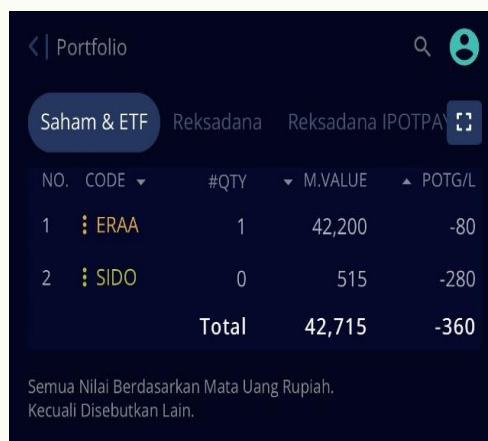 Portfolio
Saham & ETF Reksadana Reksadana IPOTPAY
NO. CODE #QTY M.VALUE POTG/L
1 ERAA 1 42,200 -80
2 SIDO 0 515 -280
Total 42,715 -360
Semua Nilai Berdasarkan Mata Uang Rupiah.
Kecuali Disebutkan Lain.